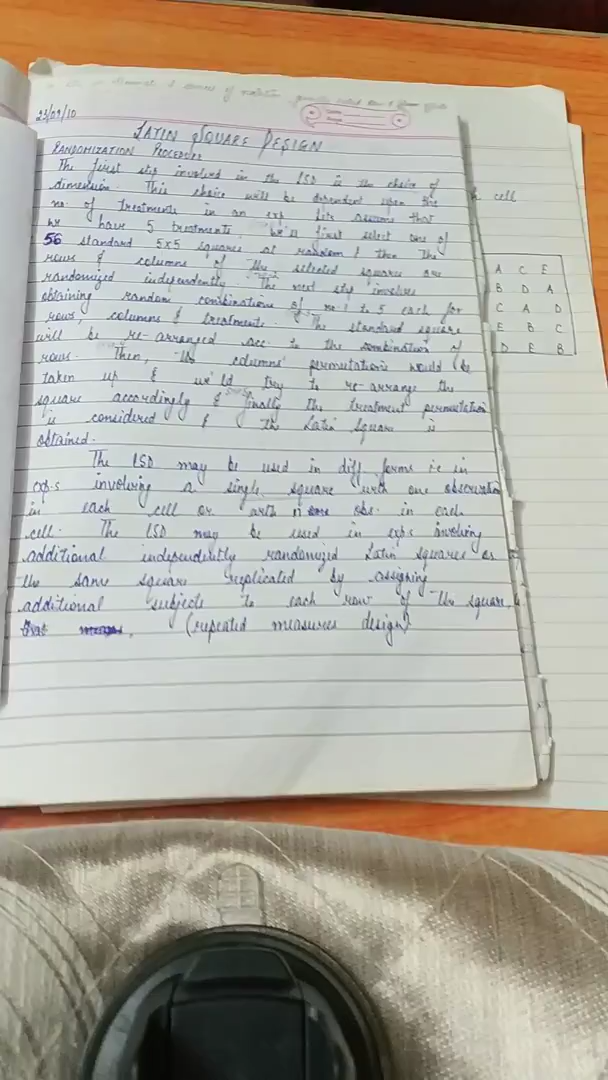 23/09/10
LATIN SQUARE DESIGN
RANDOMIZATION PROCEDURE
The first step involved in the LSD is the choice of
dimension. This choice will be dependent upon the
no. of treatments in an exp. Lets assume that
we have 5 treatments. We'll first select one of
56 standard 5x5 squares at random & then the
rows & columns of the selected squares are
randomized independently. The next step involves
obtaining random combinations of no. 1 to 5 each for
rows, columns & treatments. The standard square
will be re-arranged acc. to the combination of
rows. Then, the columns' permutations would be
taken up & we'ld try to re-arrange the
square accordingly & finally the treatment permutation
is considered & the Latin Square is
obtained.
The LSD may be used in diff. forms i.e in
exp.s involving a single square with one observation
in each cell or with n obs. in each
cell. The LSD may be used in exp.s involving
additional independently randomized Latin squares or
the same square replicated by assigning
additional subjects to each row of the square,
that (repeated measures design)
cell
A C E
B D A
C A D
E B C
D E B